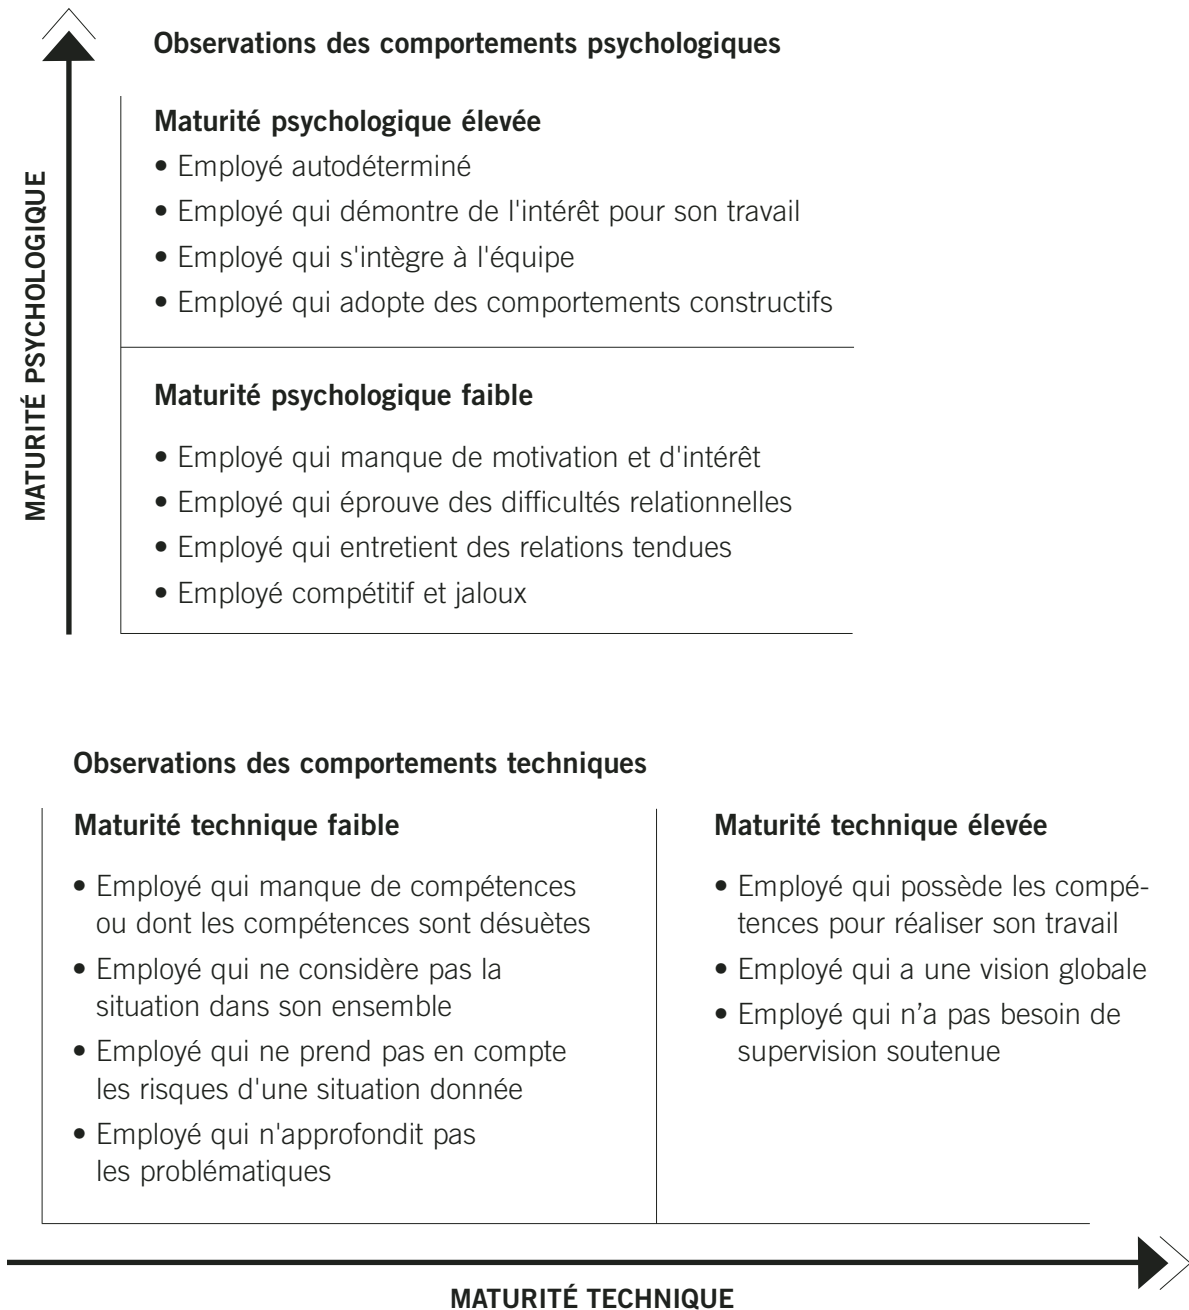 Observations des comportements psychologiques
MATURITÉ PSYCHOLOGIQUE
Maturité psychologique élevée
• Employé autodéterminé
• Employé qui démontre de l'intérêt pour son travail
• Employé qui s'intègre à l'équipe
• Employé qui adopte des comportements constructifs
Maturité psychologique faible
• Employé qui manque de motivation et d'intérêt
• Employé qui éprouve des difficultés relationnelles
• Employé qui entretient des relations tendues
• Employé compétitif et jaloux
Observations des comportements techniques
Maturité technique faible
• Employé qui manque de compétences
ou dont les compétences sont désuètes
• Employé qui ne considère pas la
situation dans son ensemble
• Employé qui ne prend pas en compte
les risques d'une situation donnée
• Employé qui n'approfondit pas
les problématiques
Maturité technique élevée
• Employé qui possède les compé-
tences pour réaliser son travail
• Employé qui a une vision globale
• Employé qui n’a pas besoin de
supervision soutenue
MATURITÉ TECHNIQUE